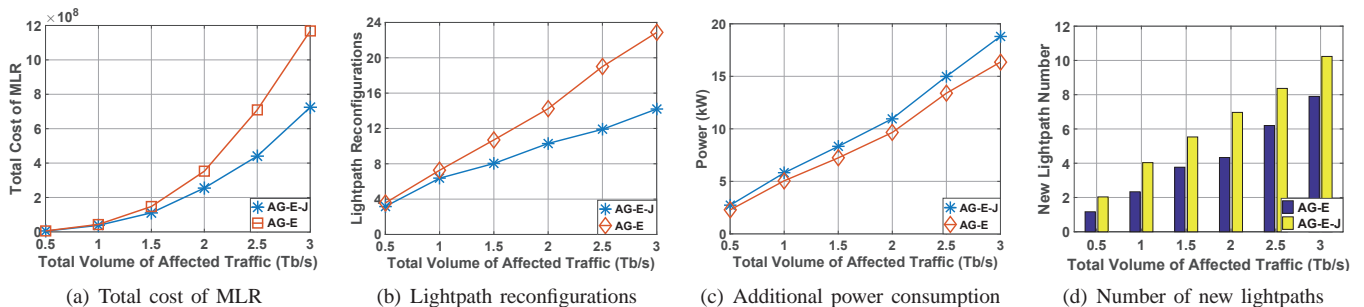 × 10⁸
12
10
8
6
4
2
0
Total Cost of MLR
AG-E-J
AG-E
0.5 1 1.5 2 2.5 3
Total Volume of Affected Traffic (Tb/s)
(a) Total cost of MLR
24
20
16
12
8
4
0
Lightpath Reconfigurations
AG-E-J
AG-E
0.5 1 1.5 2 2.5 3
Total Volume of Affected Traffic (Tb/s)
(b) Lightpath reconfigurations
20
15
10
5
0
Power (kW)
AG-E-J
AG-E
0.5 1 1.5 2 2.5 3
Total Volume of Affected Traffic (Tb/s)
(c) Additional power consumption
12
10
8
6
4
2
0
New Lightpath Number
AG-E
AG-E-J
0.5 1 1.5 2 2.5 3
Total Volume of Affected Traffic (Tb/s)
(d) Number of new lightpaths